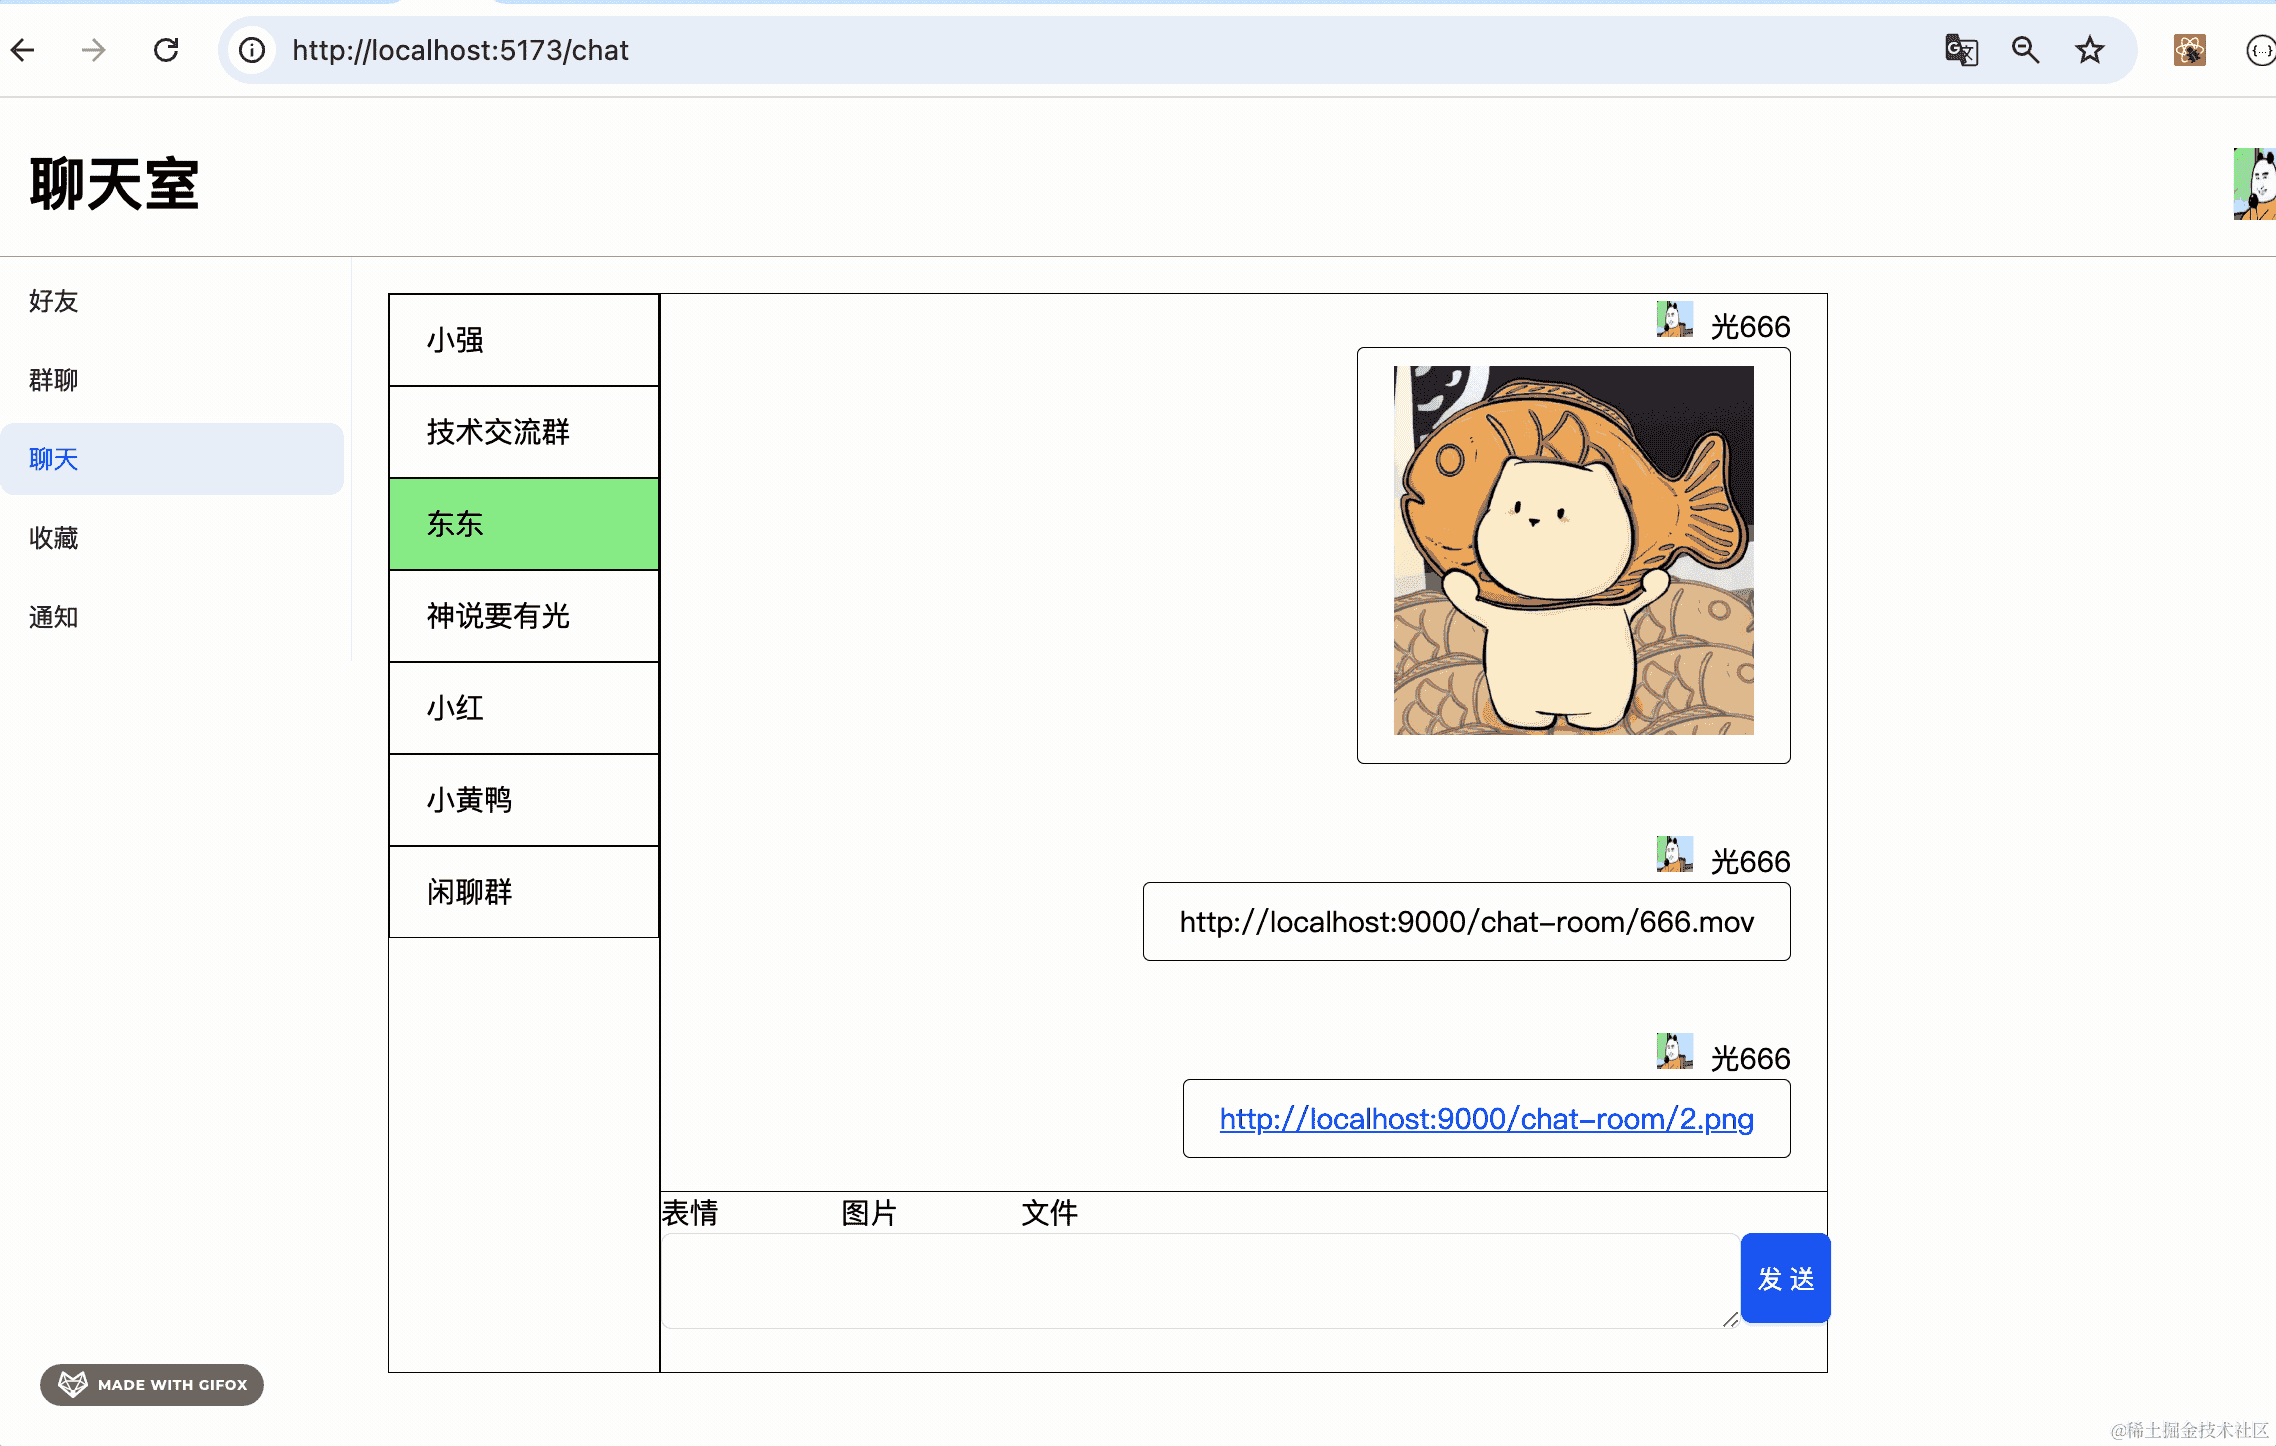 http://localhost:5173/chat
聊天室
好友
群聊
聊天
收藏
通知
小强
技术交流群
东东
神说要有光
小红
小黄鸭
闲聊群
光666
光666
http://localhost:9000/chat-room/666.mov
光666
http://localhost:9000/chat-room/2.png
表情 图片 文件
发 送
MADE WITH GIFOX
@稀土掘金技术社区